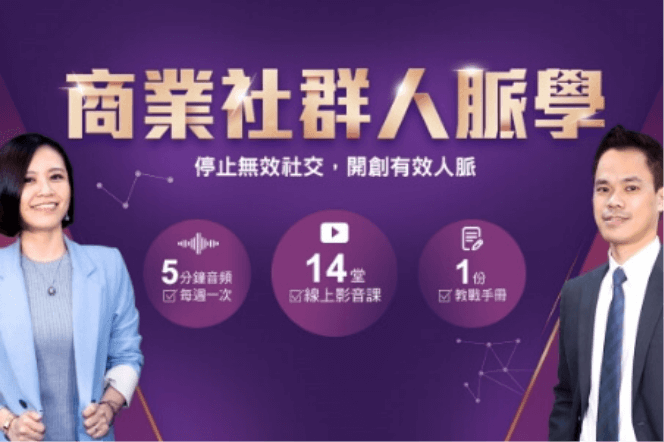 商業社群人脈學
停止無效社交，開創有效人脈
5分鐘音頻
每週一次
14堂
線上影音課
1份
教戰手冊